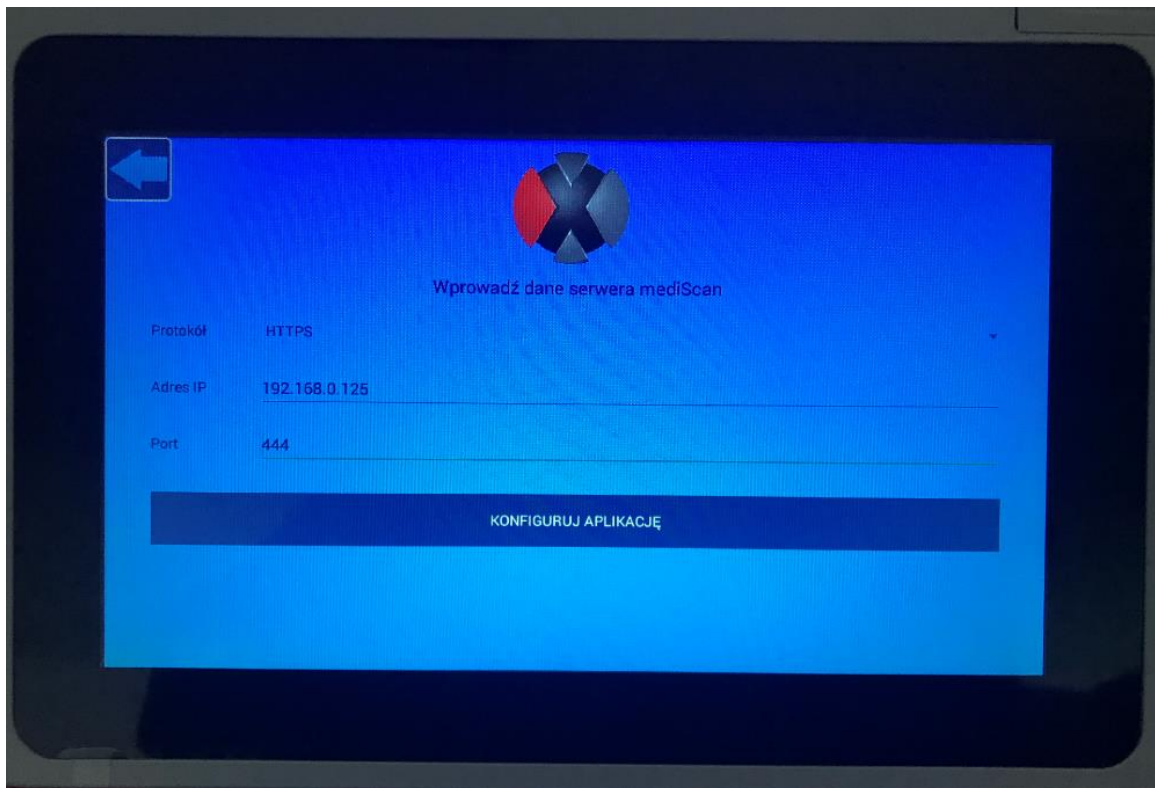 Wprowadź dane serwera mediScan
Protokół HTTPS
Adres IP 192.168.0.125
Port 444
KONFIGURUJ APLIKACJĘ